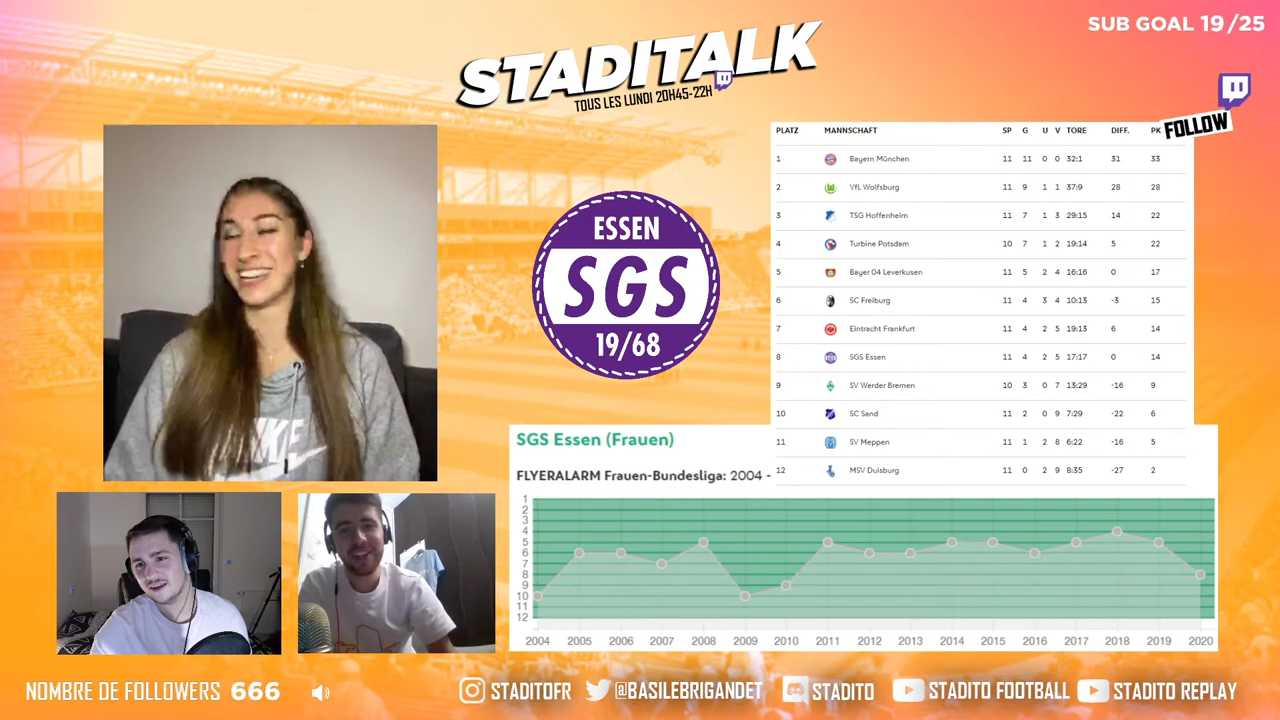 SUB GOAL 19/25
STADITALK
TOUS LES LUNDI 20H45-22H
FOLLOW
PLATZ MANNSCHAFT SP G U V TORE DIFF. PK
1 Bayern München 11 11 0 0 32:1 31 33
2 VfL Wolfsburg 11 9 1 1 37:9 28 28
3 TSG Hoffenheim 11 7 1 3 29:15 14 22
4 Turbine Potsdam 10 7 1 2 19:14 5 22
5 Bayer 04 Leverkusen 11 5 2 4 16:16 0 17
6 SC Freiburg 11 4 3 4 10:13 -3 15
7 Eintracht Frankfurt 11 4 2 5 19:13 6 14
8 SGS Essen 11 4 2 5 17:17 0 14
9 SV Werder Bremen 10 3 0 7 13:29 -16 9
10 SC Sand 11 2 0 9 7:29 -22 6
11 SV Meppen 11 1 2 8 6:22 -16 5
12 MSV Duisburg 11 0 2 9 8:35 -27 2
ESSEN
SGS
19/68
NIKE
SGS Essen (Frauen)
FLYERALARM Frauen-Bundesliga: 2004 -
1
2
3
4
5
6
7
8
9
10
11
12
2004 2005 2006 2007 2008 2009 2010 2011 2012 2013 2014 2015 2016 2017 2018 2019 2020
NOMBRE DE FOLLOWERS 666
STADITOFR @BASILEBRIGANDET STADITO STADITO FOOTBALL STADITO REPLAY